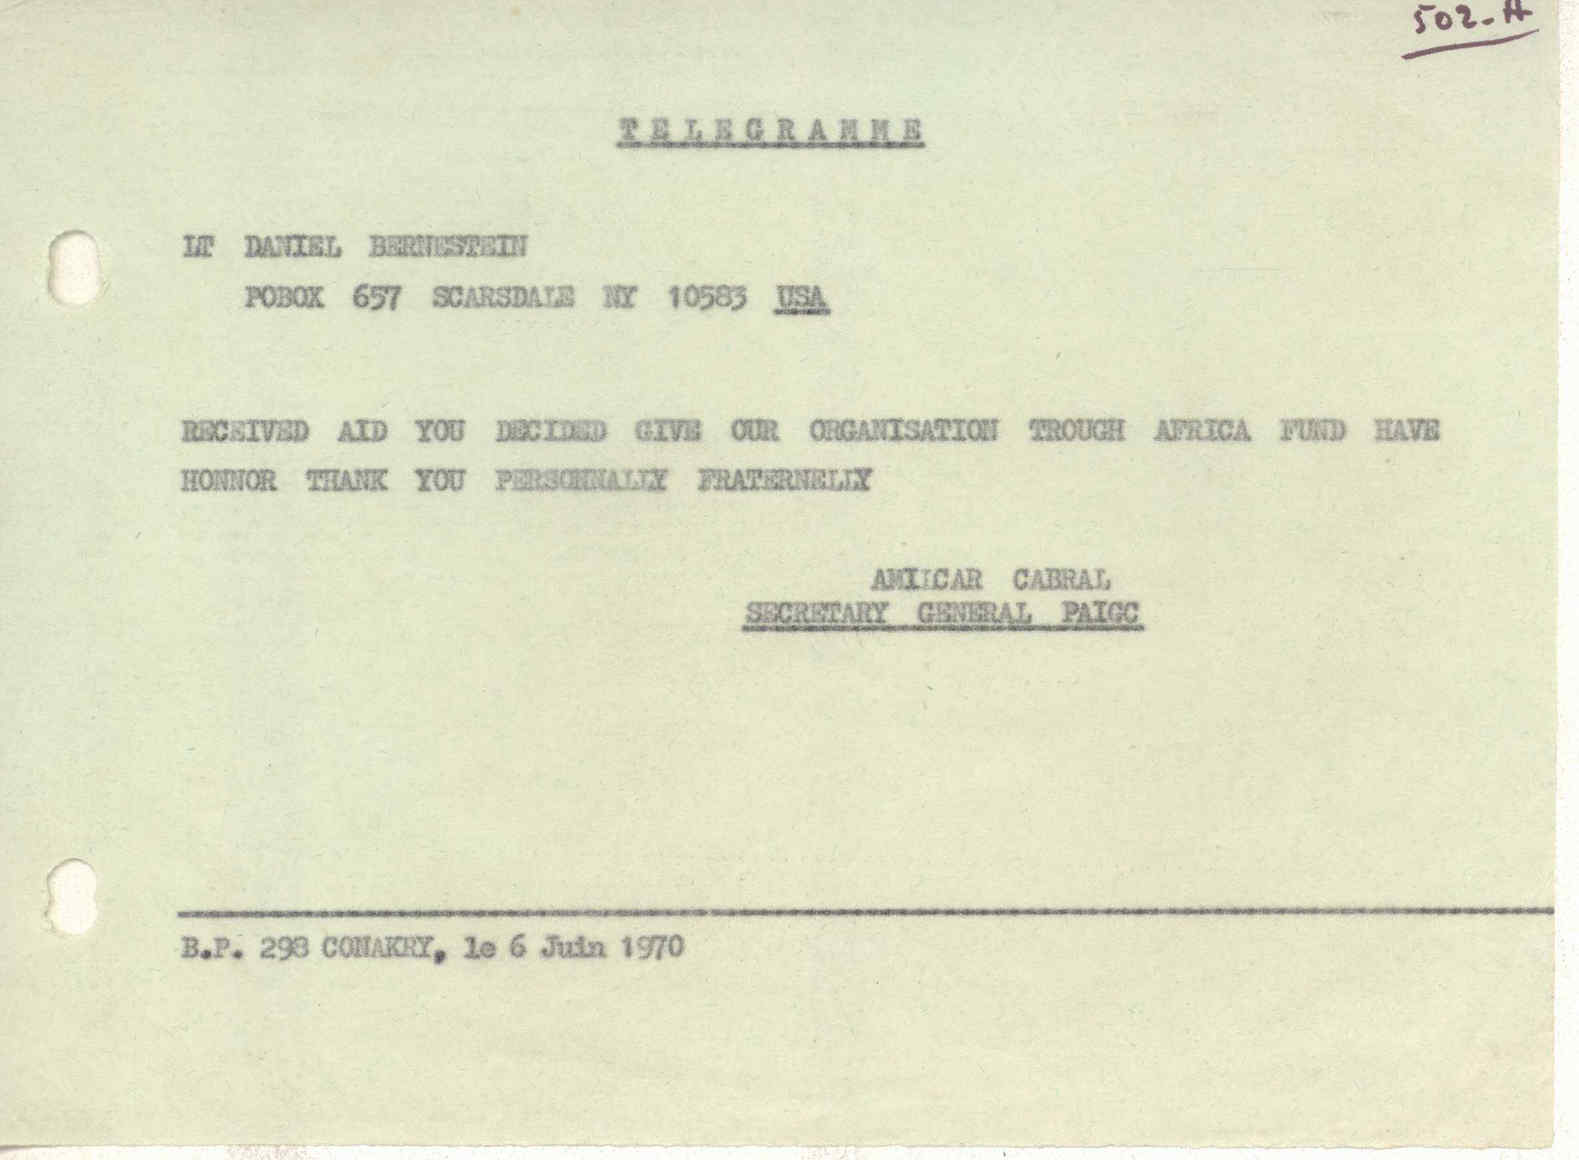 502-A
TELEGRAMME
LT DANIEL BERNESTEIN
POBOX 657 SCARSDALE NY 10583 USA
RECEIVED AID YOU DECIDED GIVE OUR ORGANISATION TROUGH AFRICA FUND HAVE
HONNOR THANK YOU PERSONNALLY FRATERNELLY
AMILCAR CABRAL
SECRETARY GENERAL PAIGC
B.P. 298 CONAKRY, le 6 Juin 1970